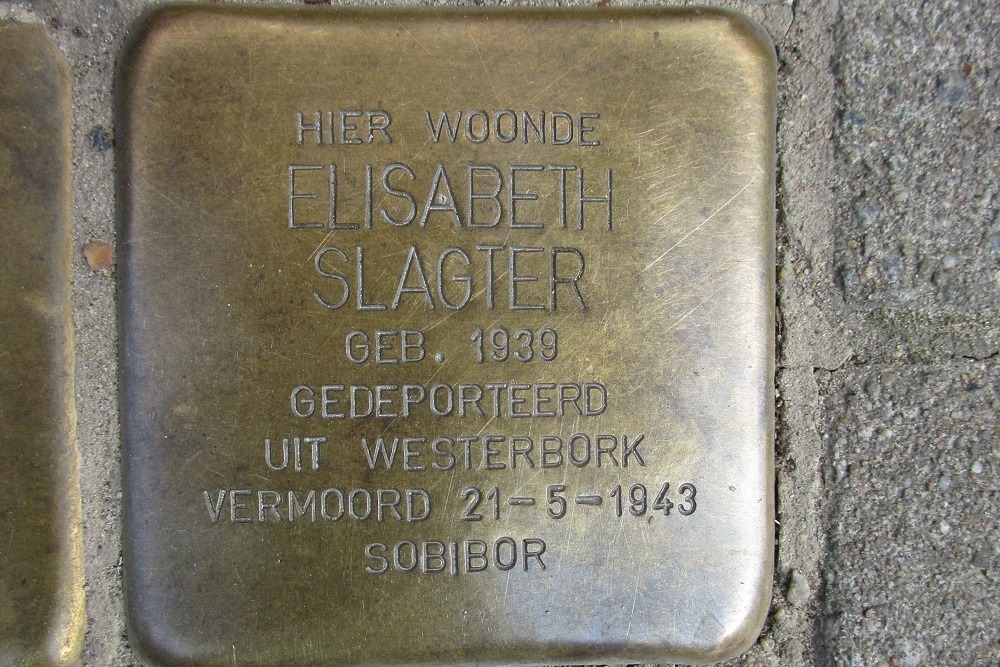 HIER WOONDE
ELISABETH
SLAGTER
GEB. 1939
GEDEPORTEERD
UIT WESTERBORK
VERMOORD 21-5-1943
SOBIBOR